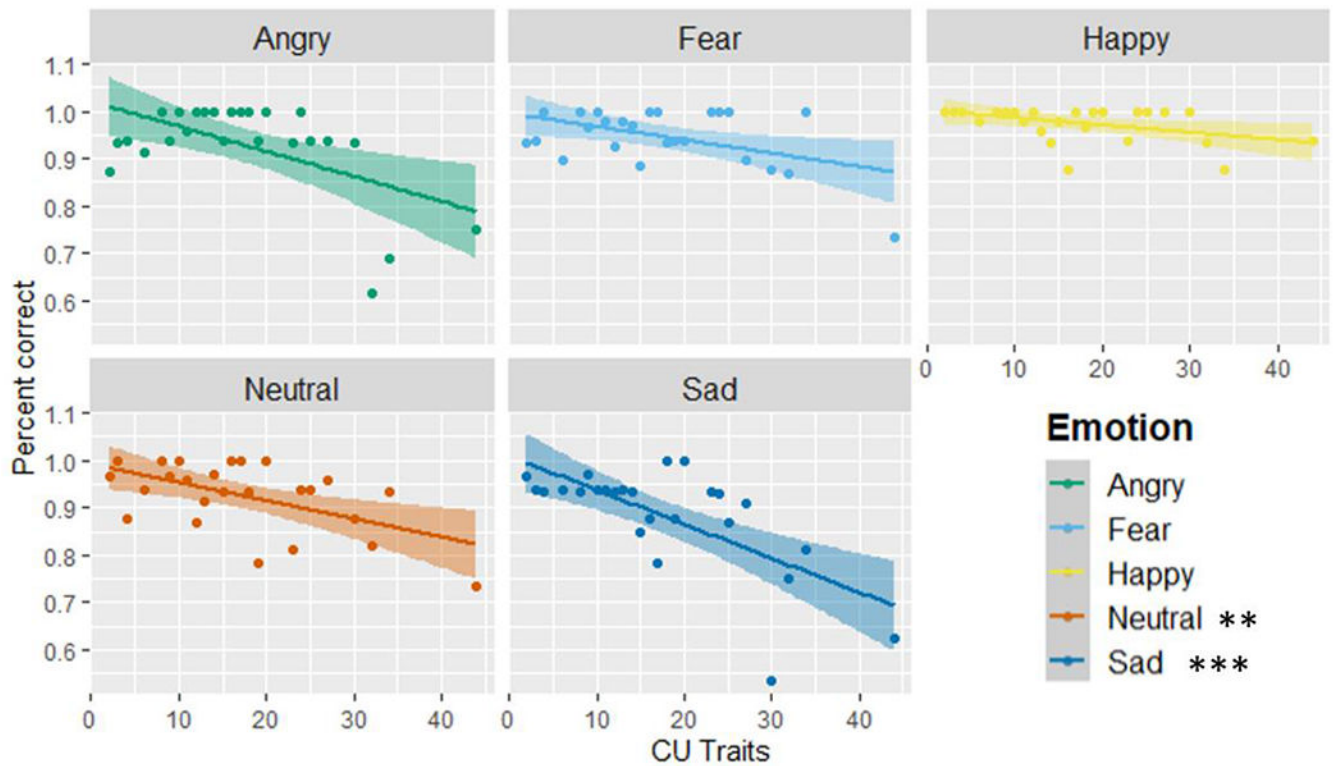 Angry Fear Happy
1.1
1.0
0.9
0.8
0.7
0.6
0 10 20 30 40
Percent correct
Neutral Sad
1.1
1.0
0.9
0.8
0.7
0.6
0 10 20 30 40 0 10 20 30 40
CU Traits
Emotion
Angry
Fear
Happy
Neutral **
Sad ***